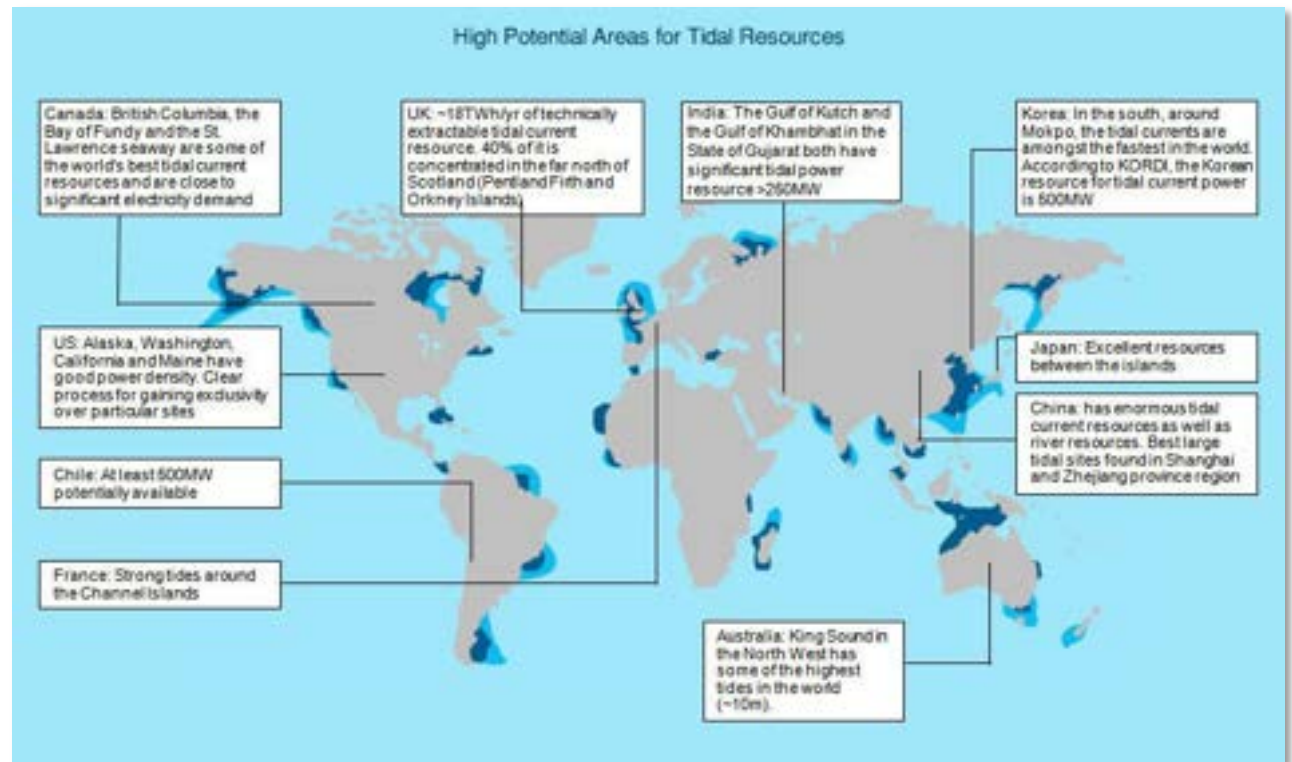 High Potential Areas for Tidal Resources
Canada: British Columbia, the
Bay of Fundy and the St.
Lawrence seaway are some of
the world's best tidal current
resources and are close to
significant electricity demand
UK: ~18TWh/yr of technically
extractable tidal current
resource. 40% of it is
concentrated in the far north of
Scotland (Pentland Firth and
Orkney Islands)
India: The Gulf of Kutch and
the Gulf of Khambhat in the
State of Gujarat both have
significant tidal power
resource >260MW
Korea: In the south, around
Mokpo, the tidal currents are
amongst the fastest in the world.
According to KORDI, the Korean
resource for tidal current power
is 500MW
US: Alaska, Washington,
California and Maine have
good power density. Clear
process for gaining exclusivity
over particular sites
Japan: Excellent resources
between the islands
China: has enormous tidal
current resources as well as
river resources. Best large
tidal sites found in Shanghai
and Zhejiang province region
Chile: At least 500MW
potentially available
France: Strong tides around
the Channel Islands
Australia: King Sound in
the North West has
some of the highest
tides in the world
(~10m).